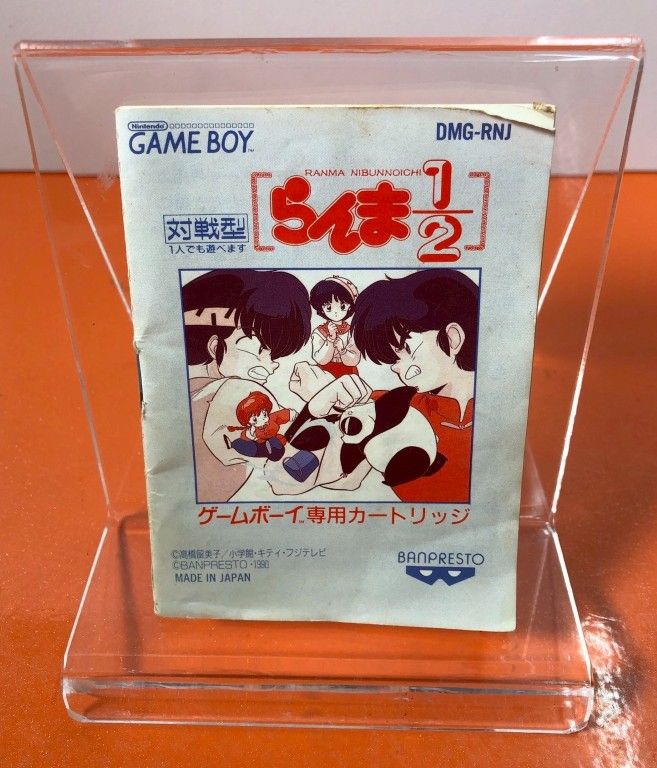 Nintendo
GAME BOY™
DMG-RNJ
RANMA NIBUNNOICHI
らんま1/2
対戦型
1人でも遊べます
ゲームボーイ™専用カートリッジ
©高橋留美子/小学館・キティ・フジテレビ
©BANPRESTO・1990
MADE IN JAPAN
BANPRESTO